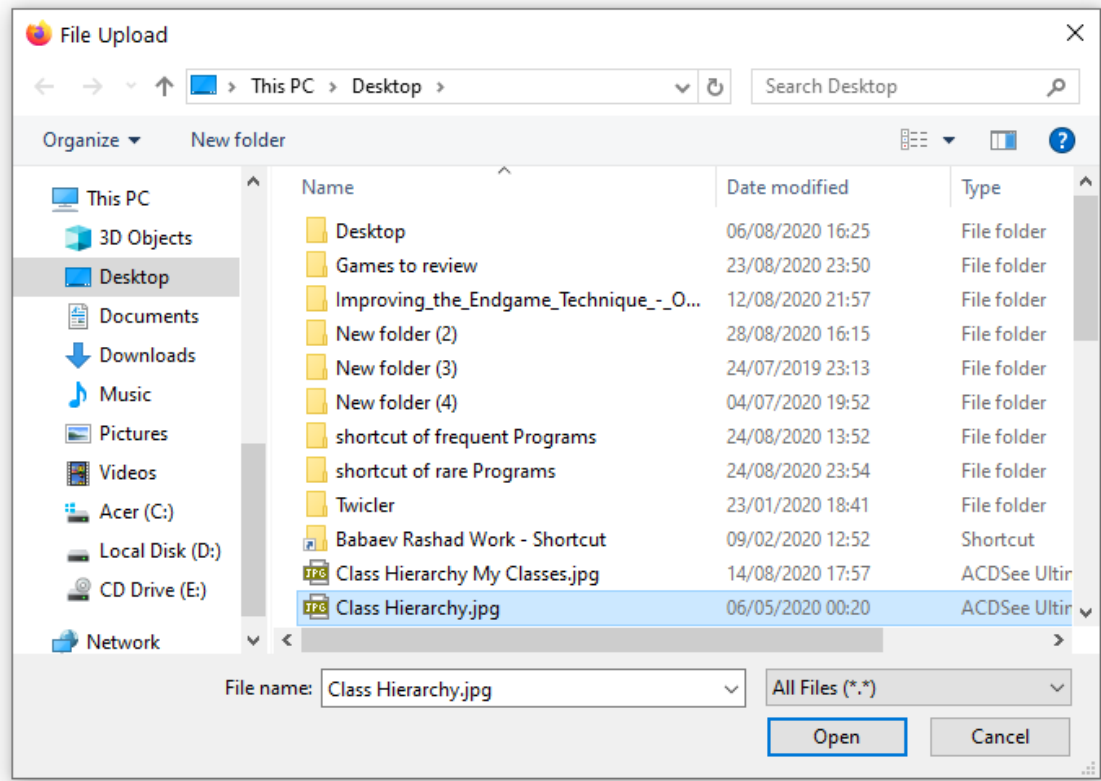 File Upload
This PC > Desktop >
Search Desktop
Organize
New folder
This PC
3D Objects
Desktop
Documents
Downloads
Music
Pictures
Videos
Acer (C:)
Local Disk (D:)
CD Drive (E:)
Network
Name Date modified Type
Desktop 06/08/2020 16:25 File folder
Games to review 23/08/2020 23:50 File folder
Improving_the_Endgame_Technique_-_O... 12/08/2020 21:57 File folder
New folder (2) 28/08/2020 16:15 File folder
New folder (3) 24/07/2019 23:13 File folder
New folder (4) 04/07/2020 19:52 File folder
shortcut of frequent Programs 24/08/2020 13:52 File folder
shortcut of rare Programs 24/08/2020 23:54 File folder
Twicler 23/01/2020 18:41 File folder
Babaev Rashad Work - Shortcut 09/02/2020 12:52 Shortcut
Class Hierarchy My Classes.jpg 14/08/2020 17:57 ACDSee Ultir
Class Hierarchy.jpg 06/05/2020 00:20 ACDSee Ultir
File name: Class Hierarchy.jpg All Files (*.*)
Open Cancel